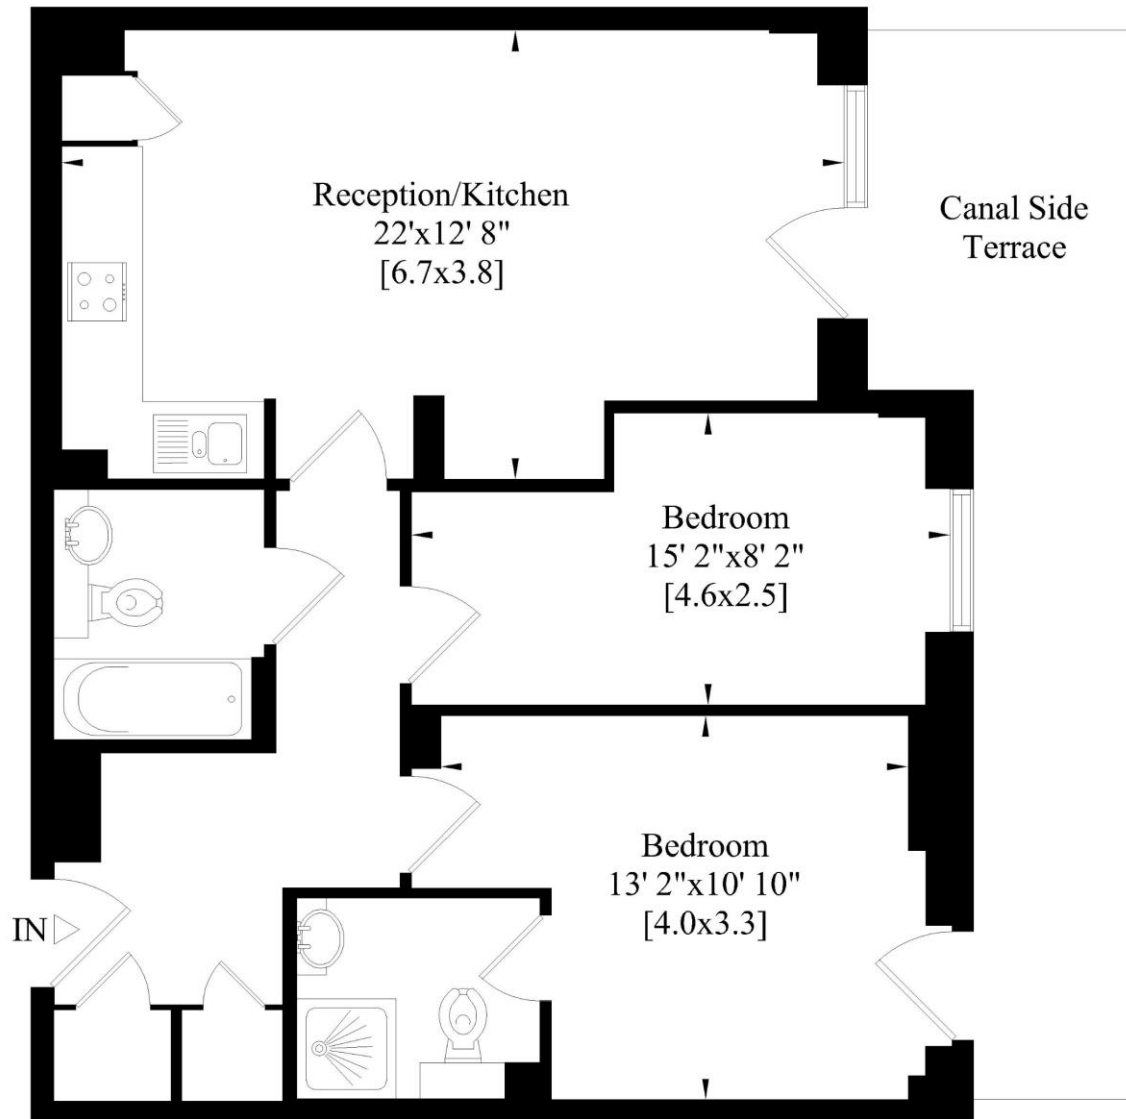 Reception/Kitchen
22'x12' 8"
[6.7x3.8]
Canal Side
Terrace
Bedroom
15' 2"x8' 2"
[4.6x2.5]
Bedroom
13' 2"x10' 10"
[4.0x3.3]
IN